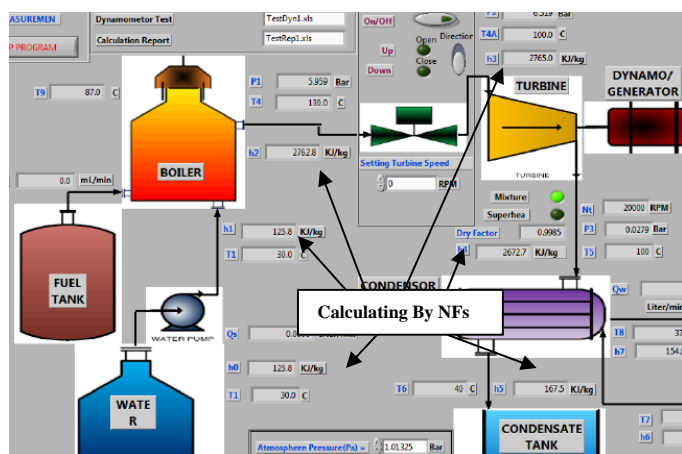 ASUREMEN
P PROGRAM
Dynamometor Test
TestDyn1.xls
Calculation Report
TestRep1.xls
On/Off
Up
Down
Open
Close
Direction
P2
6.319
Bar
T4A
100.0
C
h3
2765.0
KJ/kg
T9
87.0
C
P1
5.959
Bar
T4
130.0
C
h2
2762.8
KJ/kg
BOILER
TURBINE
TURBINE
DYNAMO/
GENERATOR
Setting Turbine Speed
0
RPM
0.0
mL/min
Mixture
Superhea
Dry Factor
0.9985
h4
2672.7
KJ/kg
Nt
20000
RPM
P3
0.0279
Bar
T5
100
C
h1
125.8
KJ/kg
T1
30.0
C
FUEL
TANK
WATER PUMP
CONDENSOR
Calculating By NFs
Qw
Liter/min
T8
h7
154.
Qs
h0
125.8
KJ/kg
T1
30.0
C
T6
40
C
h5
167.5
KJ/kg
WATE
R
CONDENSATE
TANK
T7
h6
Atmosphere Pressure(Pa) =
1.01325
Bar